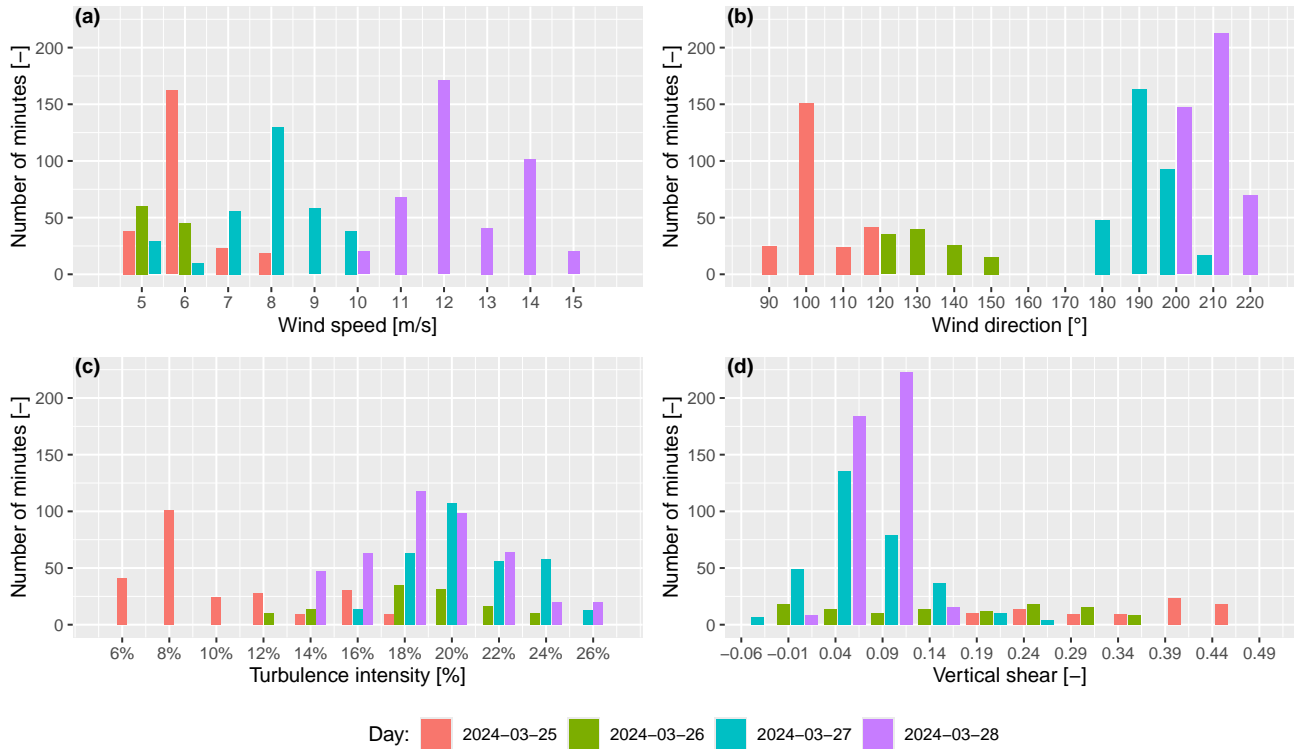 (a)
Number of minutes [−]
200
150
100
50
0
5 6 7 8 9 10 11 12 13 14 15
Wind speed [m/s]
(b)
Number of minutes [−]
200
150
100
50
0
90 100 110 120 130 140 150 160 170 180 190 200 210 220
Wind direction [°]
(c)
Number of minutes [−]
200
150
100
50
0
6% 8% 10% 12% 14% 16% 18% 20% 22% 24% 26%
Turbulence intensity [%]
(d)
Number of minutes [−]
200
150
100
50
0
−0.06 −0.01 0.04 0.09 0.14 0.19 0.24 0.29 0.34 0.39 0.44 0.49
Vertical shear [−]
Day: 2024−03−25 2024−03−26 2024−03−27 2024−03−28